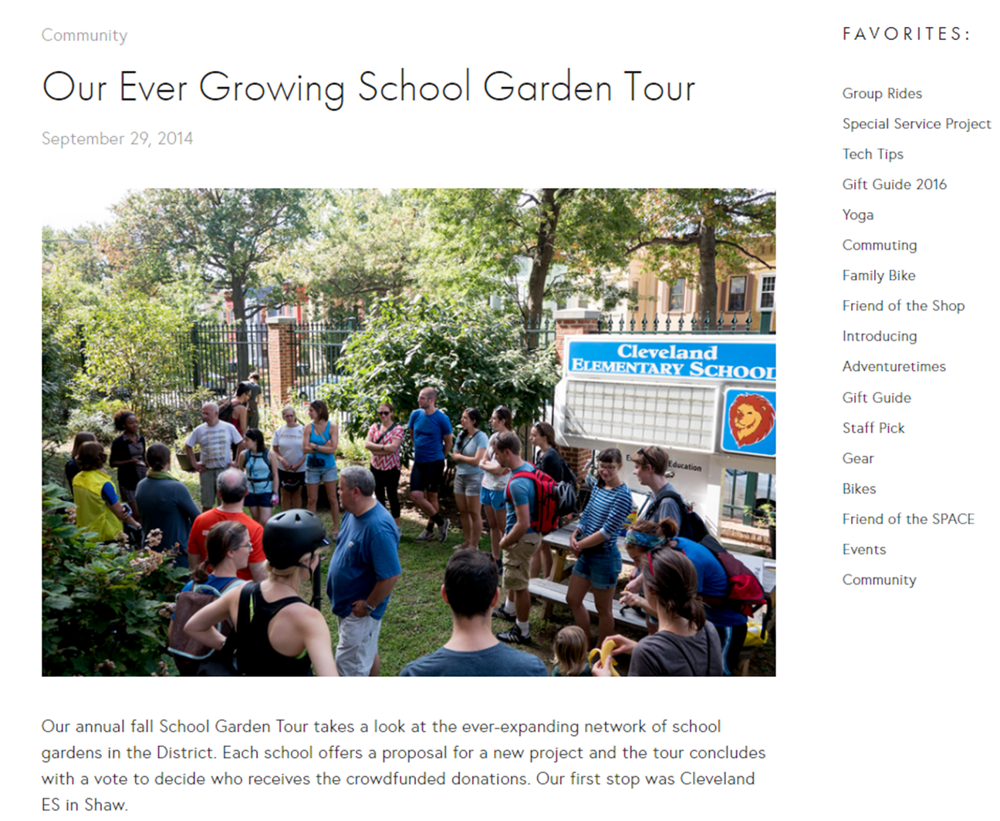 Community
Our Ever Growing School Garden Tour
September 29, 2014
Cleveland
ELEMENTARY SCHOOL
Education
Our annual fall School Garden Tour takes a look at the ever-expanding network of school
gardens in the District. Each school offers a proposal for a new project and the tour concludes
with a vote to decide who receives the crowdfunded donations. Our first stop was Cleveland
ES in Shaw.
FAVORITES:
Group Rides
Special Service Project
Tech Tips
Gift Guide 2016
Yoga
Commuting
Family Bike
Friend of the Shop
Introducing
Adventuretimes
Gift Guide
Staff Pick
Gear
Bikes
Friend of the SPACE
Events
Community